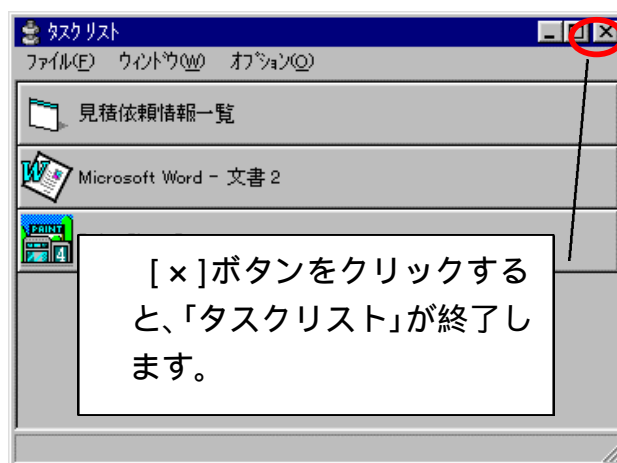 タスク リスト
ファイル(F) ウィンドウ(W) オプション(O)
見積依頼情報一覧
Microsoft Word - 文書 2
PAINT
4
[×]ボタンをクリックする
と、「タスクリスト」が終了し
ます。